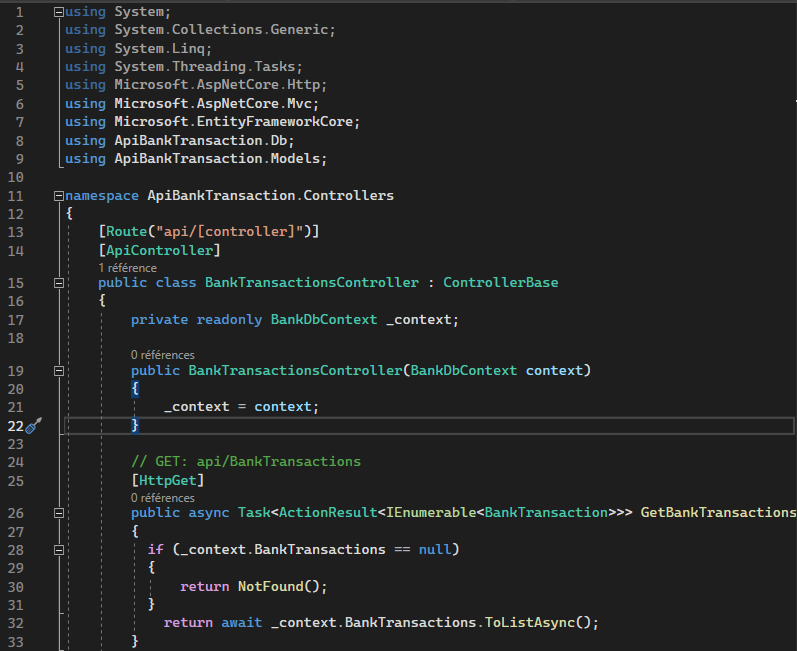 1 using System;
2 using System.Collections.Generic;
3 using System.Linq;
4 using System.Threading.Tasks;
5 using Microsoft.AspNetCore.Http;
6 using Microsoft.AspNetCore.Mvc;
7 using Microsoft.EntityFrameworkCore;
8 using ApiBankTransaction.Db;
9 using ApiBankTransaction.Models;
10
11 namespace ApiBankTransaction.Controllers
12 {
13 [Route("api/[controller]")]
14 [ApiController]
1 référence
15 public class BankTransactionsController : ControllerBase
16 {
17 private readonly BankDbContext _context;
18
0 références
19 public BankTransactionsController(BankDbContext context)
20 {
21 _context = context;
22 }
23
24 // GET: api/BankTransactions
25 [HttpGet]
0 références
26 public async Task<ActionResult<IEnumerable<BankTransaction>>> GetBankTransactions
27 {
28 if (_context.BankTransactions == null)
29 {
30 return NotFound();
31 }
32 return await _context.BankTransactions.ToListAsync();
33 }